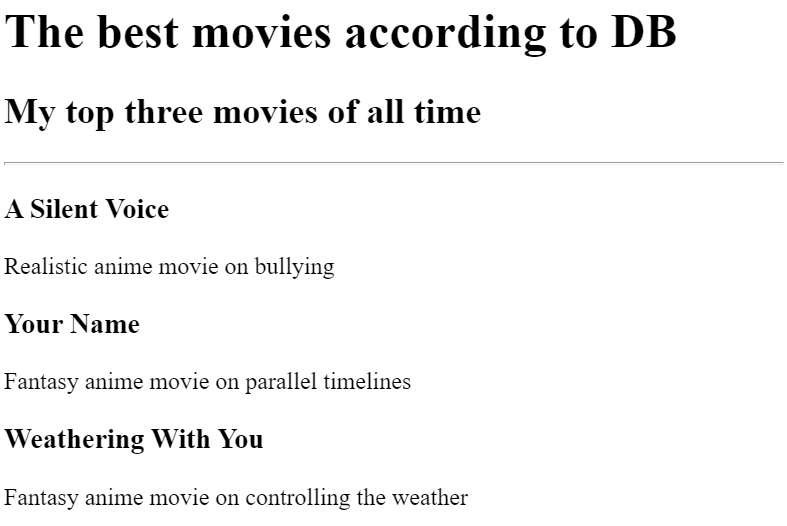 The best movies according to DB
My top three movies of all time
A Silent Voice
Realistic anime movie on bullying
Your Name
Fantasy anime movie on parallel timelines
Weathering With You
Fantasy anime movie on controlling the weather